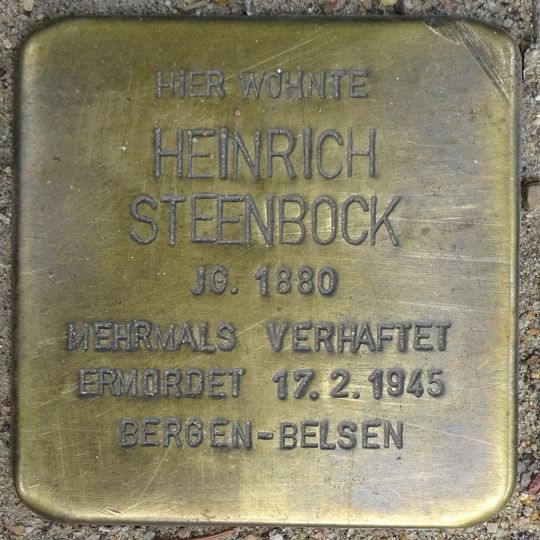 HIER WOHNTE
HEINRICH
STEENBOCK
JG. 1880
MEHRMALS VERHAFTET
ERMORDET 17.2.1945
BERGEN-BELSEN